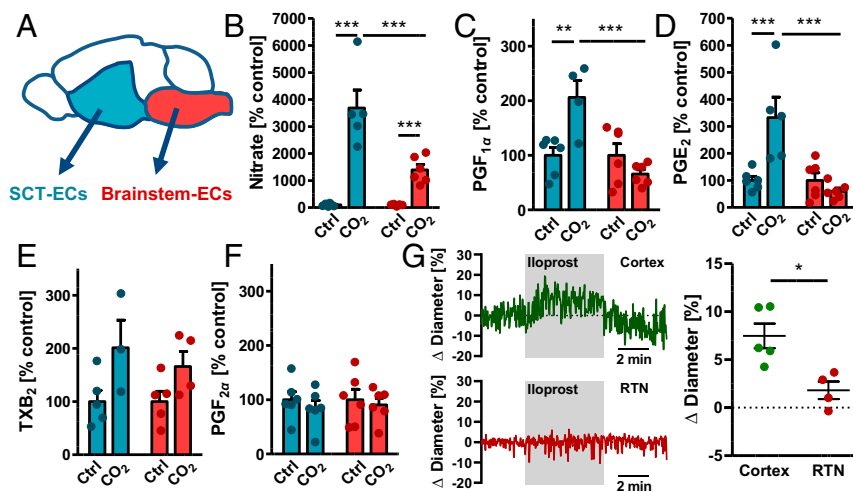 A
SCT-ECs Brainstem-ECs
B
Nitrate [% control]
7000
6000
5000
4000
3000
2000
1000
0
***
***
***
Ctrl CO2 Ctrl CO2
C
PGF1α [% control]
300
200
100
0
**
***
Ctrl CO2 Ctrl CO2
D
PGE2 [% control]
700
600
500
400
300
200
100
0
***
***
Ctrl CO2 Ctrl CO2
E
TXB2 [% control]
300
200
100
0
Ctrl CO2 Ctrl CO2
F
PGF2α [% control]
300
200
100
0
Ctrl CO2 Ctrl CO2
G
Δ Diameter [%]
30
20
10
0
-10
-20
Iloprost Cortex
2 min
Δ Diameter [%]
30
20
10
0
-10
-20
Iloprost RTN
2 min
Δ Diameter [%]
15
10
5
0
-5
*
Cortex RTN